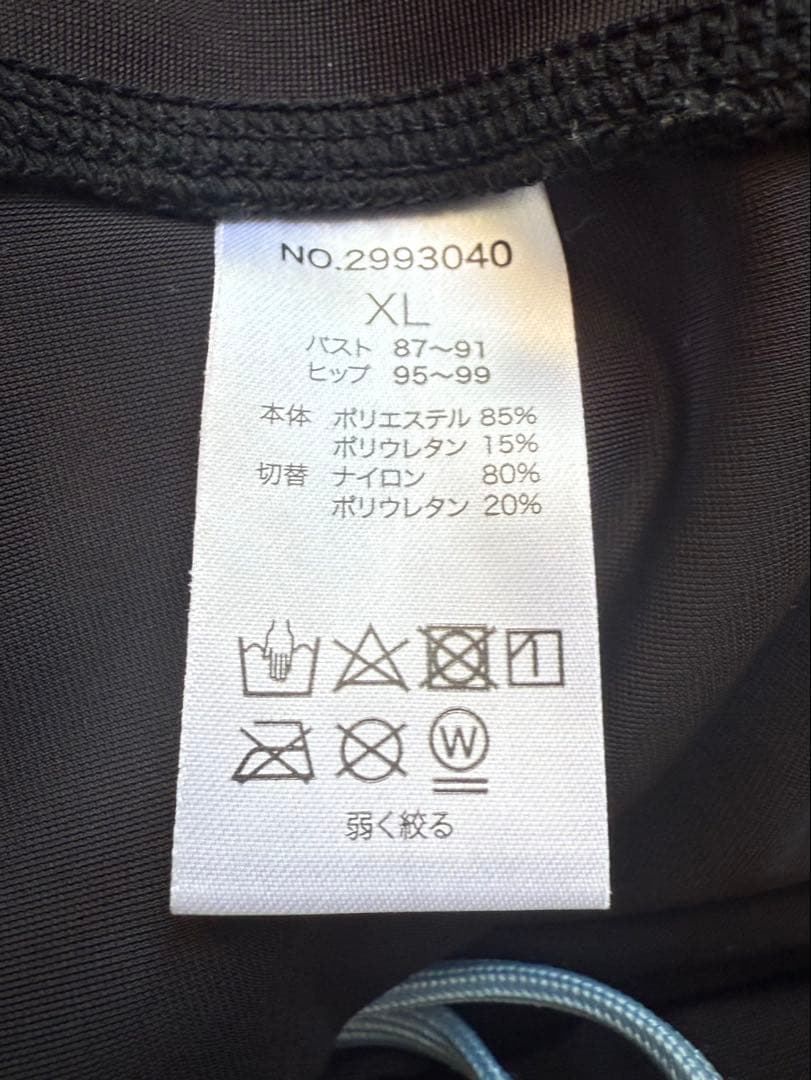 NO.2993040
XL
バスト 87〜91
ヒップ 95〜99
本体 ポリエステル 85%
ポリウレタン 15%
切替 ナイロン 80%
ポリウレタン 20%
W
弱く絞る